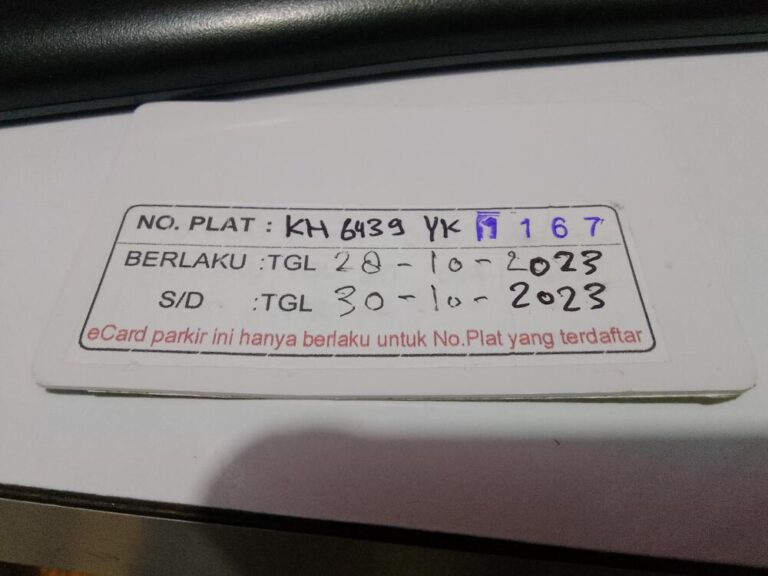 NO. PLAT : KH 6439 YK 1 1 6 7
BERLAKU :TGL 28-10-2023
S/D :TGL 30-10-2023
eCard parkir ini hanya berlaku untuk No.Plat yang terdaftar